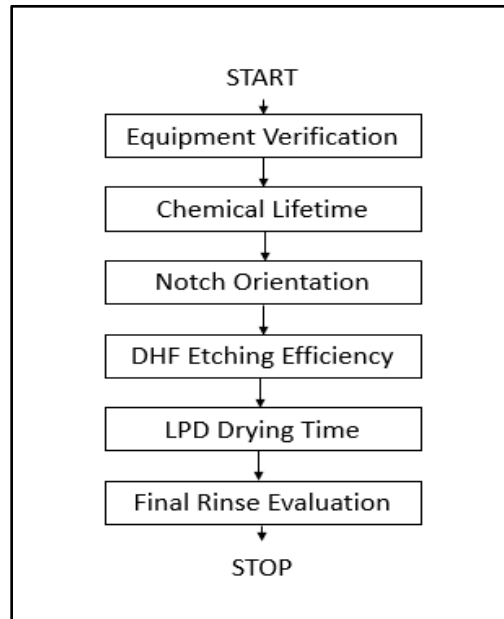 START
Equipment Verification
Chemical Lifetime
Notch Orientation
DHF Etching Efficiency
LPD Drying Time
Final Rinse Evaluation
STOP